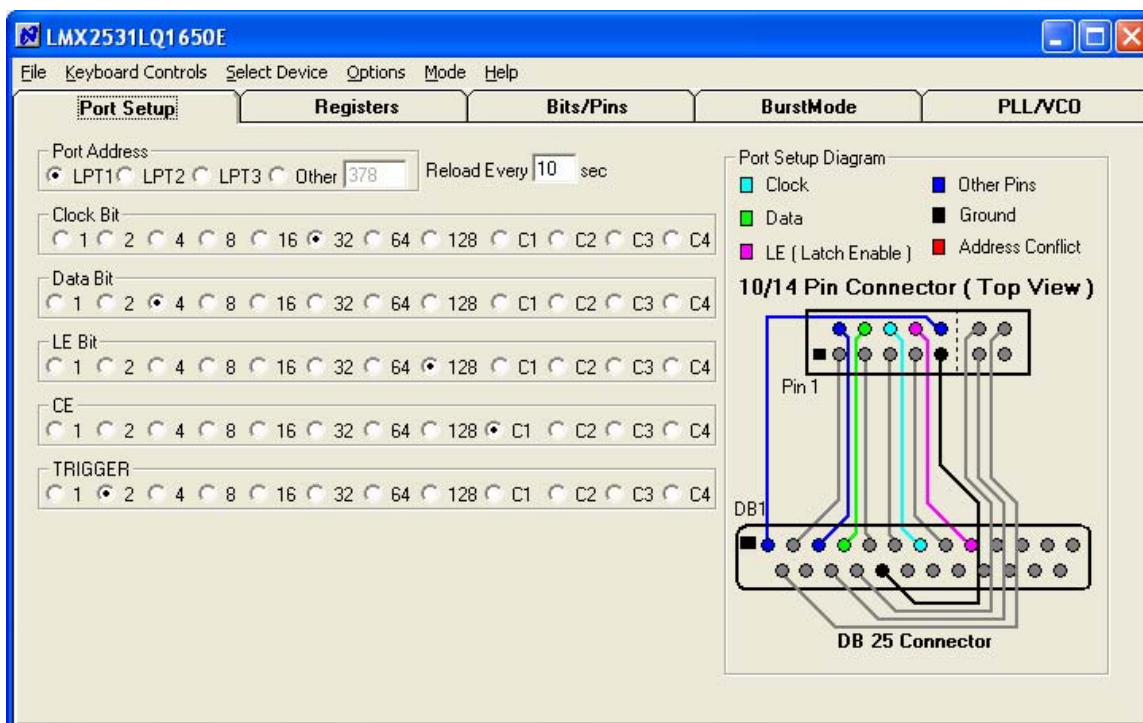 LMX2531LQ1650E
File Keyboard Controls Select Device Options Mode Help
Port Setup Registers Bits/Pins BurstMode PLL/VCO
Port Address
LPT1 LPT2 LPT3 Other 378
Reload Every 10 sec
Clock Bit
1 2 4 8 16 32 64 128 C1 C2 C3 C4
Data Bit
1 2 4 8 16 32 64 128 C1 C2 C3 C4
LE Bit
1 2 4 8 16 32 64 128 C1 C2 C3 C4
CE
1 2 4 8 16 32 64 128 C1 C2 C3 C4
TRIGGER
1 2 4 8 16 32 64 128 C1 C2 C3 C4
Port Setup Diagram
Clock Other Pins
Data Ground
LE ( Latch Enable ) Address Conflict
10/14 Pin Connector ( Top View )
Pin 1
DB1
DB 25 Connector